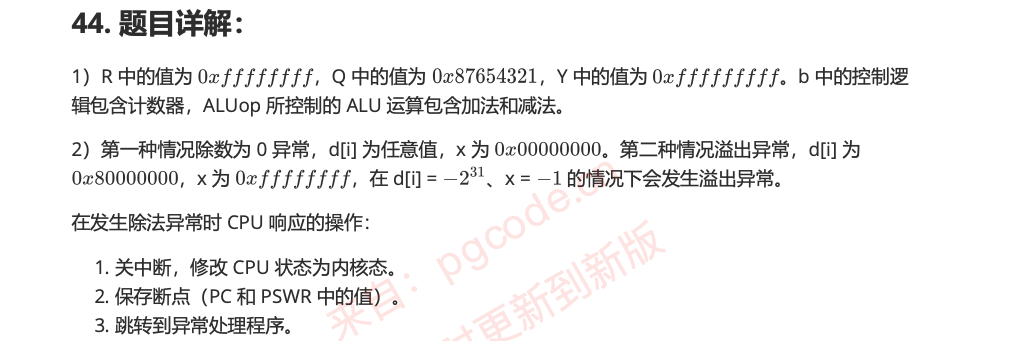 44. 题目详解：
1）R 中的值为 0xffffffff，Q 中的值为 0x87654321，Y 中的值为 0xfffffffff。b 中的控制逻
辑包含计数器，ALUop 所控制的 ALU 运算包含加法和减法。
2）第一种情况除数为 0 异常，d[i] 为任意值，x 为 0x00000000。第二种情况溢出异常，d[i] 为
0x80000000，x 为 0xffffffff，在 d[i] = −2³¹、x = −1 的情况下会发生溢出异常。
在发生除法异常时 CPU 响应的操作：
1. 关中断，修改 CPU 状态为内核态。
2. 保存断点（PC 和 PSWR 中的值）。
3. 跳转到异常处理程序。
来自：pgcode.cn
更新到新版